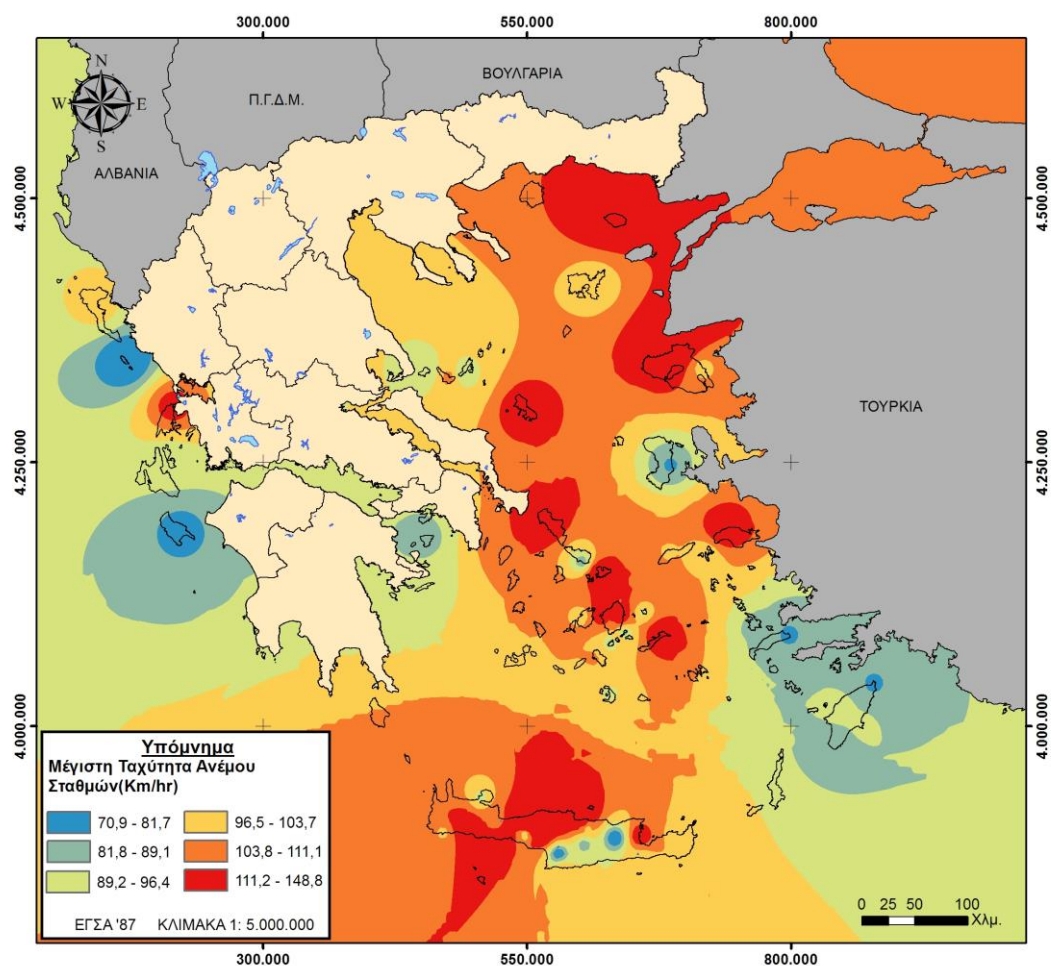 300.000 550.000 800.000
N
W E
S
ΒΟΥΛΓΑΡΙΑ
Π.Γ.Δ.Μ.
ΑΛΒΑΝΙΑ
4.500.000 4.500.000
ΤΟΥΡΚΙΑ
4.250.000 4.250.000
4.000.000 4.000.000
Υπόμνημα
Μέγιστη Ταχύτητα Ανέμου
Σταθμών(Km/hr)
70,9 - 81,7 96,5 - 103,7
81,8 - 89,1 103,8 - 111,1
89,2 - 96,4 111,2 - 148,8
ΕΓΣΑ '87 ΚΛΙΜΑΚΑ 1: 5.000.000
0 25 50 100
Χλμ.
300.000 550.000 800.000